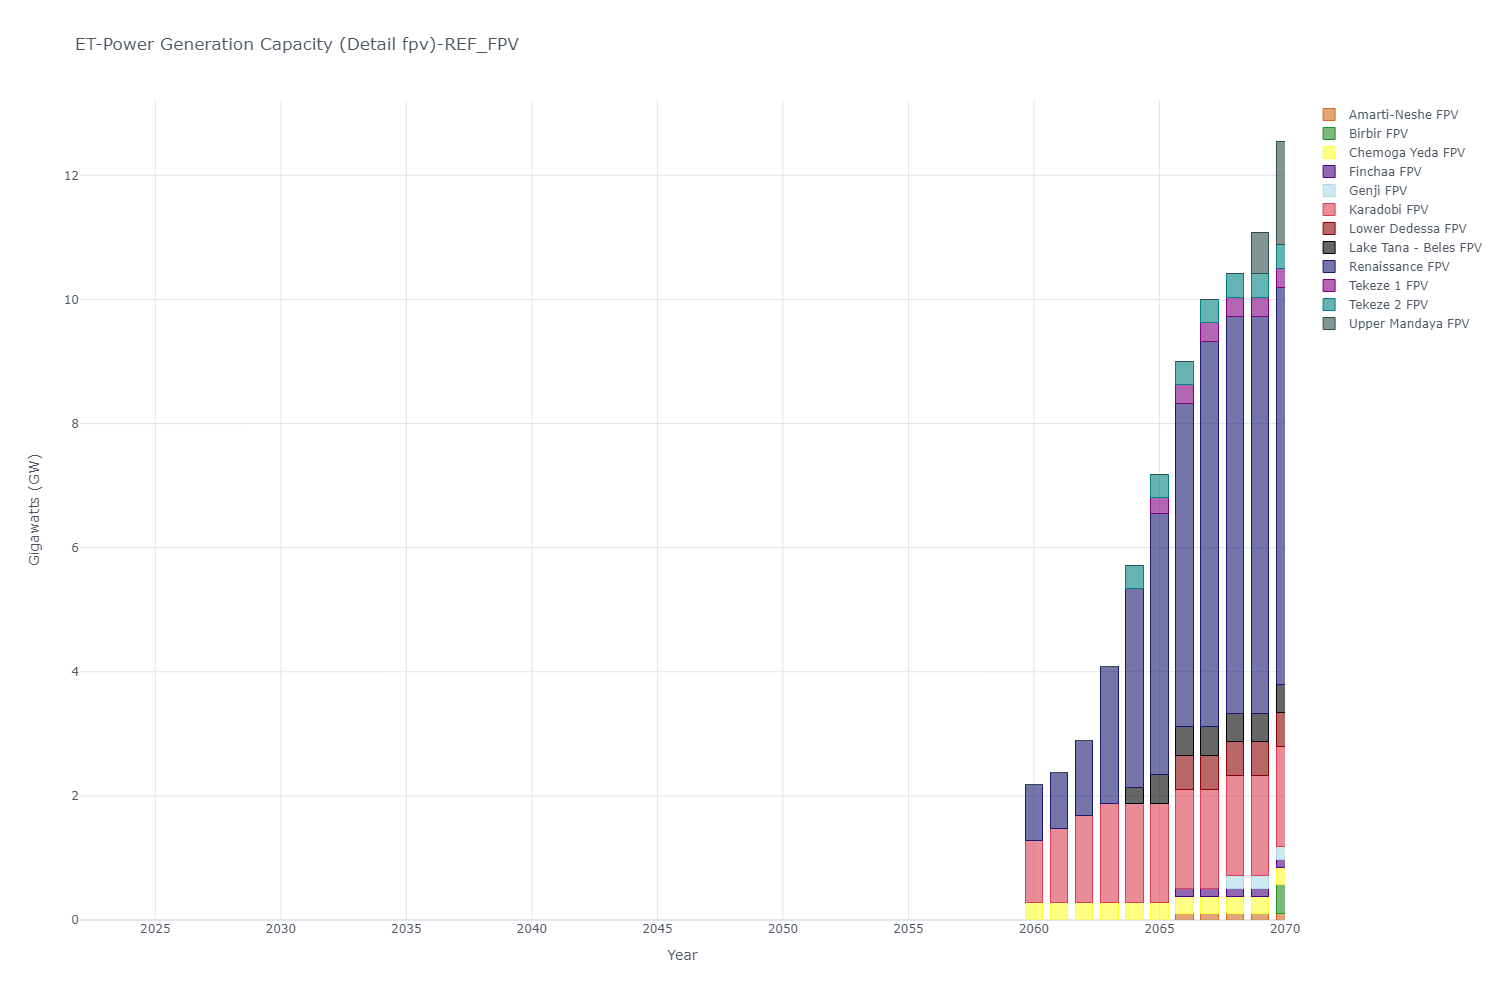 ET-Power Generation Capacity (Detail fpv)-REF_FPV
Amarti-Neshe FPV
Birbir FPV
Chemoga Yeda FPV
Finchaa FPV
Genji FPV
Karadobi FPV
Lower Dedessa FPV
Lake Tana - Beles FPV
Renaissance FPV
Tekeze 1 FPV
Tekeze 2 FPV
Upper Mandaya FPV
Gigawatts (GW)
12
10
8
6
4
2
0
2025 2030 2035 2040 2045 2050 2055 2060 2065 2070
Year